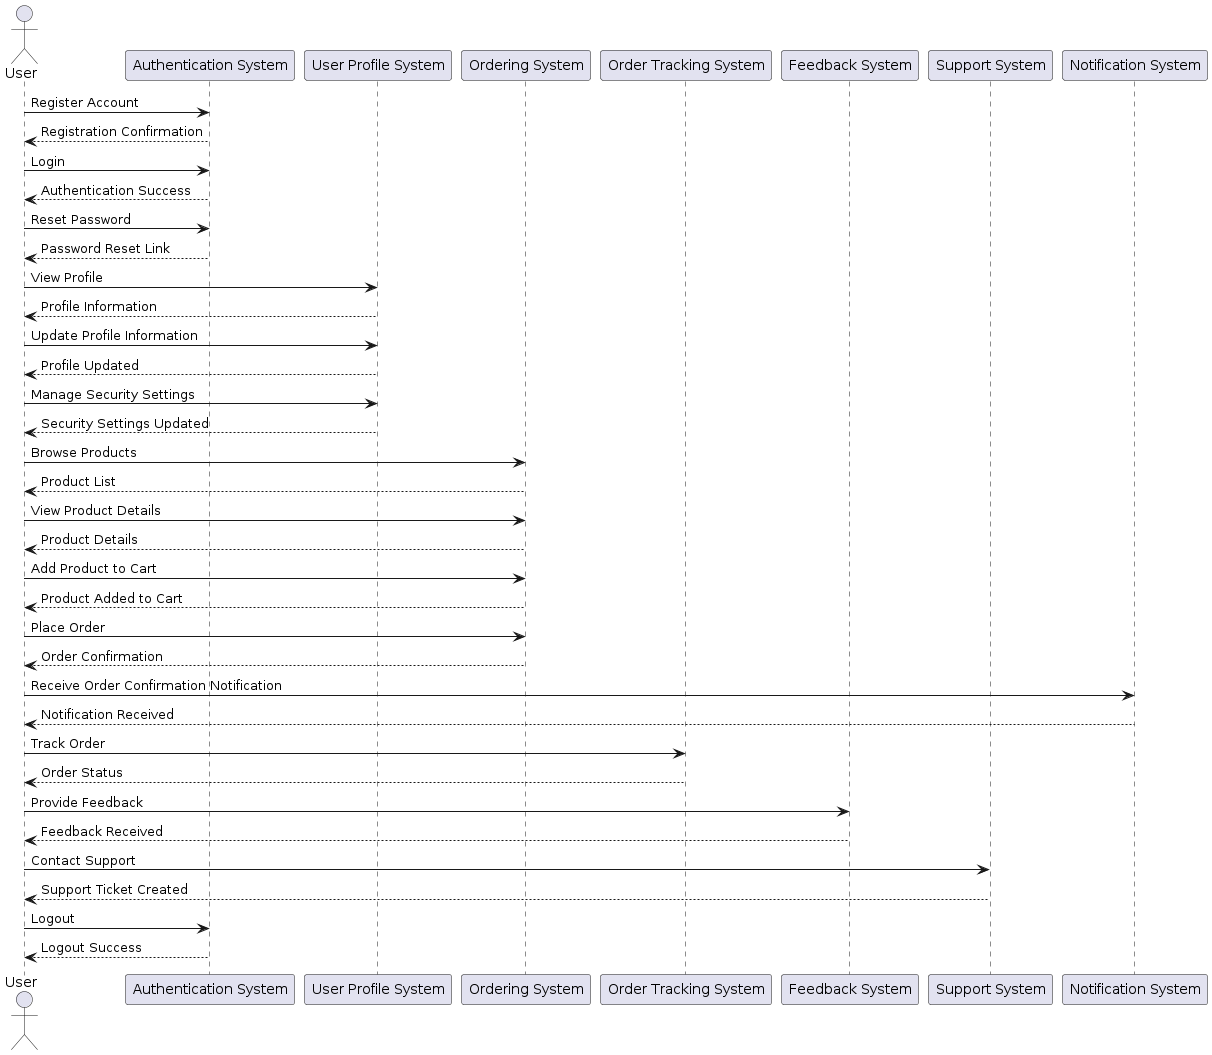 User
Authentication System
User Profile System
Ordering System
Order Tracking System
Feedback System
Support System
Notification System
Register Account
Registration Confirmation
Login
Authentication Success
Reset Password
Password Reset Link
View Profile
Profile Information
Update Profile Information
Profile Updated
Manage Security Settings
Security Settings Updated
Browse Products
Product List
View Product Details
Product Details
Add Product to Cart
Product Added to Cart
Place Order
Order Confirmation
Receive Order Confirmation Notification
Notification Received
Track Order
Order Status
Provide Feedback
Feedback Received
Contact Support
Support Ticket Created
Logout
Logout Success
User
Authentication System
User Profile System
Ordering System
Order Tracking System
Feedback System
Support System
Notification System